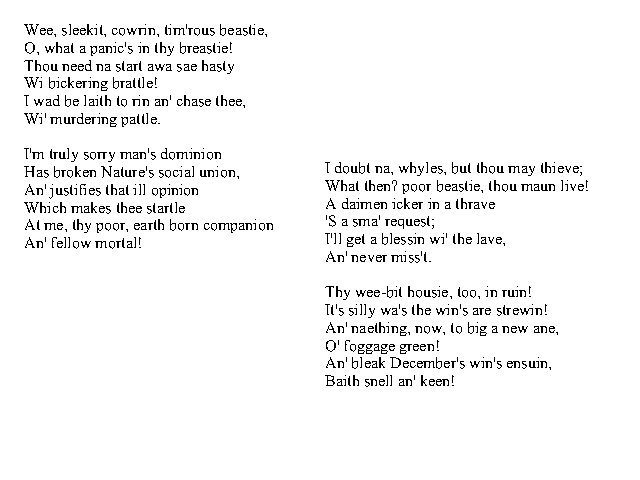 Wee, sleekit, cowrin, tim'rous beastie,
O, what a panic's in thy breastie!
Thou need na start awa sae hasty
Wi bickering brattle!
I wad be laith to rin an' chase thee,
Wi' murdering pattle.

I'm truly sorry man's dominion
Has broken Nature's social union,
An' justifies that ill opinion
Which makes thee startle
At me, thy poor, earth born companion
An' fellow mortal!

I doubt na, whyles, but thou may thieve;
What then? poor beastie, thou maun live!
A daimen icker in a thrave
'S a sma' request;
I'll get a blessin wi' the lave,
An' never miss't.

Thy wee-bit housie, too, in ruin!
It's silly wa's the win's are strewin!
An' naething, now, to big a new ane,
O' foggage green!
An' bleak December's win's ensuin,
Baith snell an' keen!